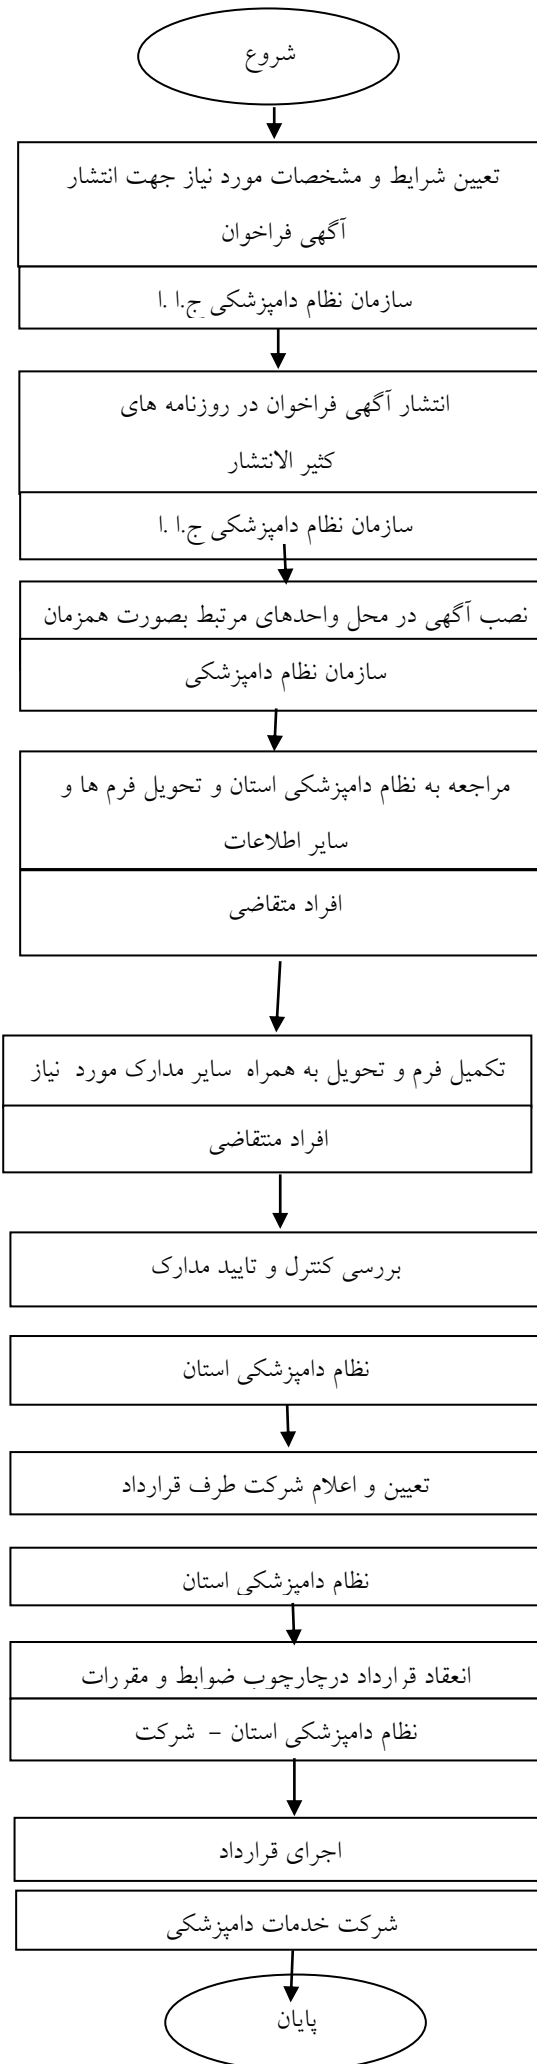 شروع
تعیین شرایط و مشخصات مورد نیاز جهت انتشار
آگهی فراخوان
سازمان نظام دامپزشکی ج.ا .ا
انتشار آگهی فراخوان در روزنامه های
کثیر الانتشار
سازمان نظام دامپزشکی ج.ا .ا
نصب آگهی در محل واحدهای مرتبط بصورت همزمان
سازمان نظام دامپزشکی
مراجعه به نظام دامپزشکی استان و تحویل فرم ها و
سایر اطلاعات
افراد متقاضی
تکمیل فرم و تحویل به همراه سایر مدارک مورد نیاز
افراد منتقاضی
بررسی کنترل و تایید مدارک
نظام دامپزشکی استان
تعیین و اعلام شرکت طرف قرارداد
نظام دامپزشکی استان
انعقاد قرارداد درچارچوب ضوابط و مقررات
نظام دامپزشکی استان – شرکت
اجرای قرارداد
شرکت خدمات دامپزشکی
پایان